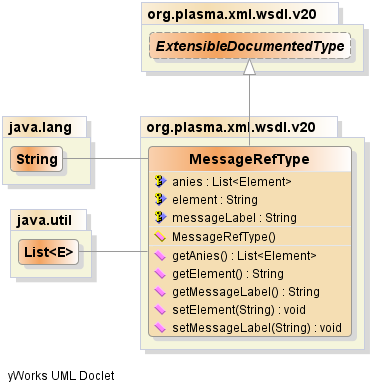 org.plasma.xml.wsdl.v20
ExtensibleDocumentedType
java.lang
String
org.plasma.xml.wsdl.v20
MessageRefType
anies : List<Element>
element : String
messageLabel : String
MessageRefType()
getAnies() : List<Element>
getElement() : String
getMessageLabel() : String
setElement(String) : void
setMessageLabel(String) : void
java.util
List<E>
yWorks UML Doclet